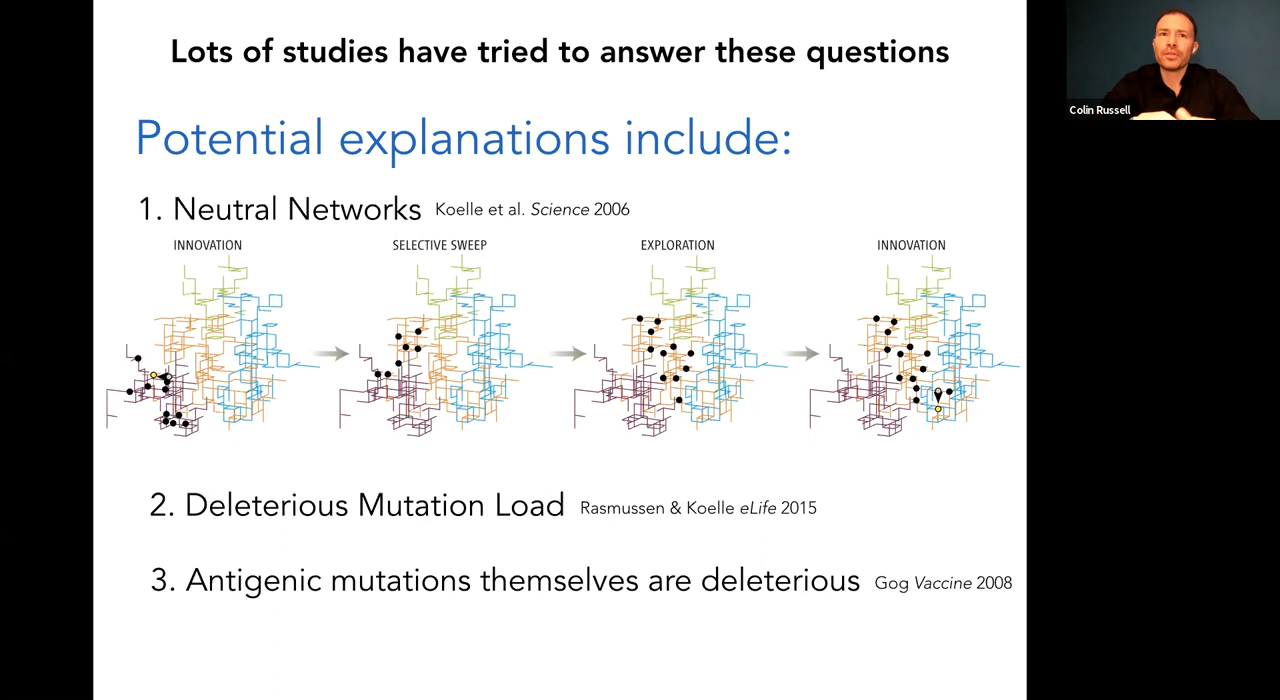 Lots of studies have tried to answer these questions
Colin Russell
Potential explanations include:
1. Neutral Networks Koelle et al. Science 2006
INNOVATION SELECTIVE SWEEP EXPLORATION INNOVATION
2. Deleterious Mutation Load Rasmussen & Koelle eLife 2015
3. Antigenic mutations themselves are deleterious Gog Vaccine 2008